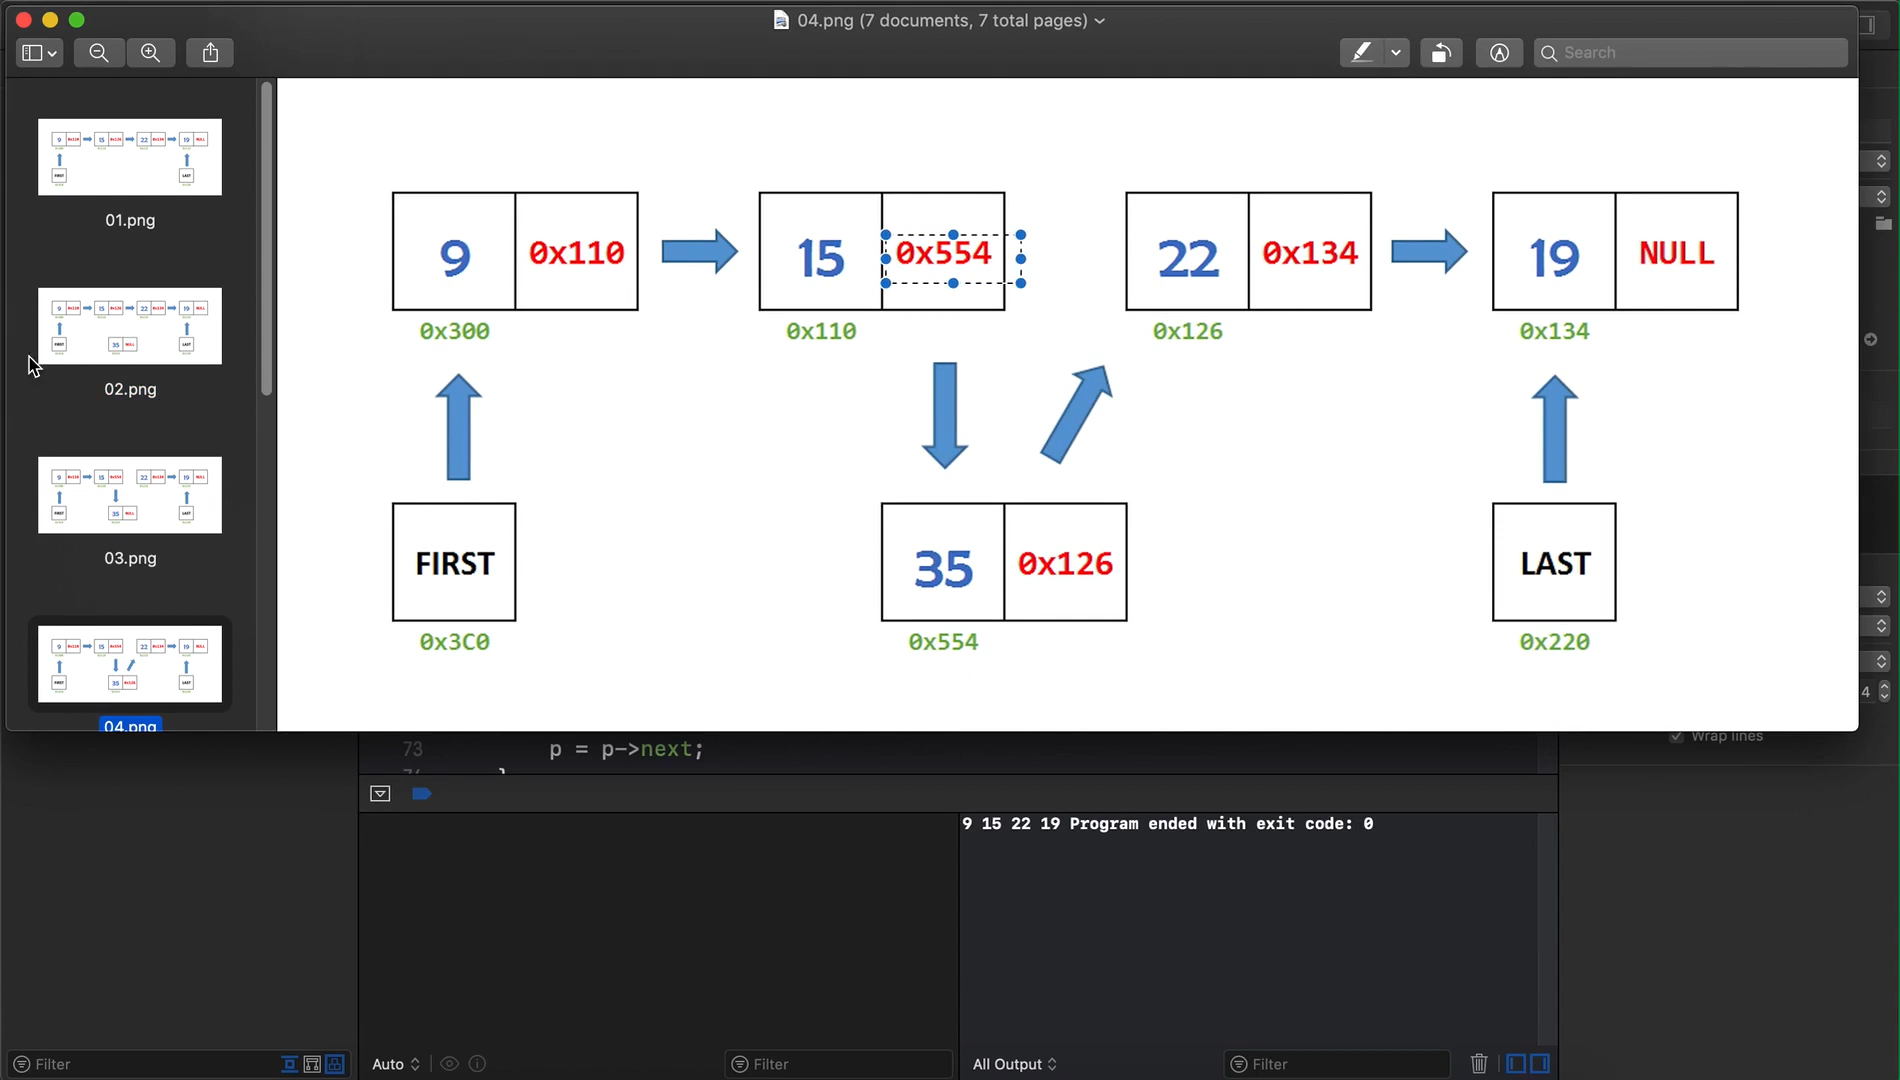 04.png (7 documents, 7 total pages)
Search
01.png
02.png
03.png
04.png
9 0x110 15 0x554 22 0x134 19 NULL
0x300 0x110 0x126 0x134
FIRST 35 0x126 LAST
0x3C0 0x554 0x220
4
73 p = p->next;
Wrap lines
9 15 22 19 Program ended with exit code: 0
Filter Auto Filter All Output Filter